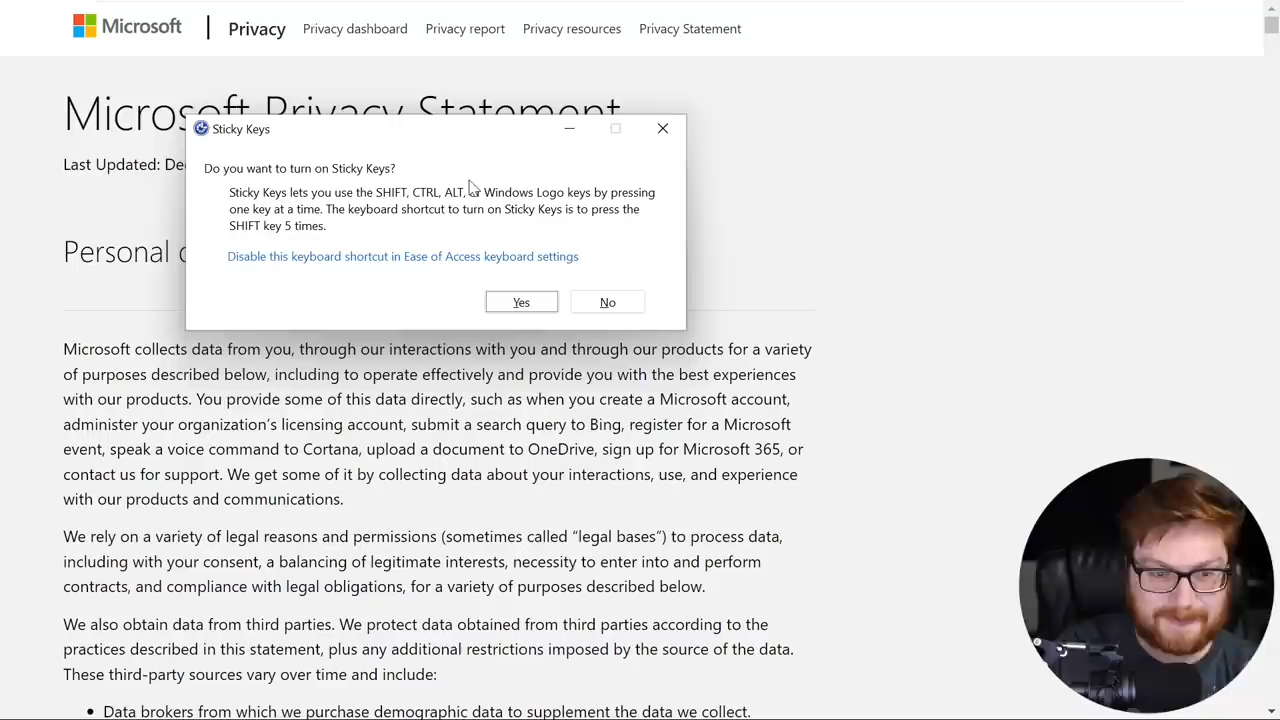 Microsoft | Privacy Privacy dashboard Privacy report Privacy resources Privacy Statement
Microsoft Privacy Statement
Last Updated: De
Personal
Sticky Keys
Do you want to turn on Sticky Keys?
Sticky Keys lets you use the SHIFT, CTRL, ALT, or Windows Logo keys by pressing
one key at a time. The keyboard shortcut to turn on Sticky Keys is to press the
SHIFT key 5 times.
Disable this keyboard shortcut in Ease of Access keyboard settings
Yes No
Microsoft collects data from you, through our interactions with you and through our products for a variety
of purposes described below, including to operate effectively and provide you with the best experiences
with our products. You provide some of this data directly, such as when you create a Microsoft account,
administer your organization’s licensing account, submit a search query to Bing, register for a Microsoft
event, speak a voice command to Cortana, upload a document to OneDrive, sign up for Microsoft 365, or
contact us for support. We get some of it by collecting data about your interactions, use, and experience
with our products and communications.
We rely on a variety of legal reasons and permissions (sometimes called “legal bases”) to process data,
including with your consent, a balancing of legitimate interests, necessity to enter into and perform
contracts, and compliance with legal obligations, for a variety of purposes described below.
We also obtain data from third parties. We protect data obtained from third parties according to the
practices described in this statement, plus any additional restrictions imposed by the source of the data.
These third-party sources vary over time and include:
• Data brokers from which we purchase demographic data to supplement the data we collect.